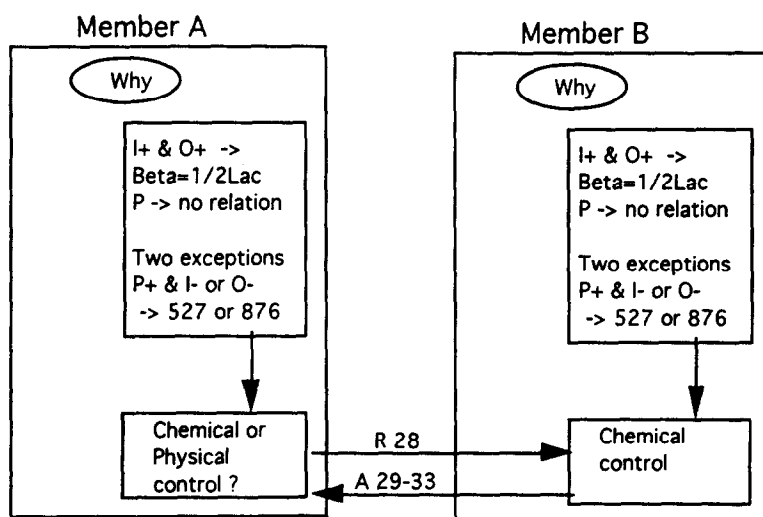 Member A
Why
I+ & O+ ->
Beta=1/2Lac
P -> no relation
Two exceptions
P+ & I- or O-
-> 527 or 876
Chemical or
Physical
control ?
R 28
A 29-33
Member B
Why
I+ & O+ ->
Beta=1/2Lac
P -> no relation
Two exceptions
P+ & I- or O-
-> 527 or 876
Chemical
control